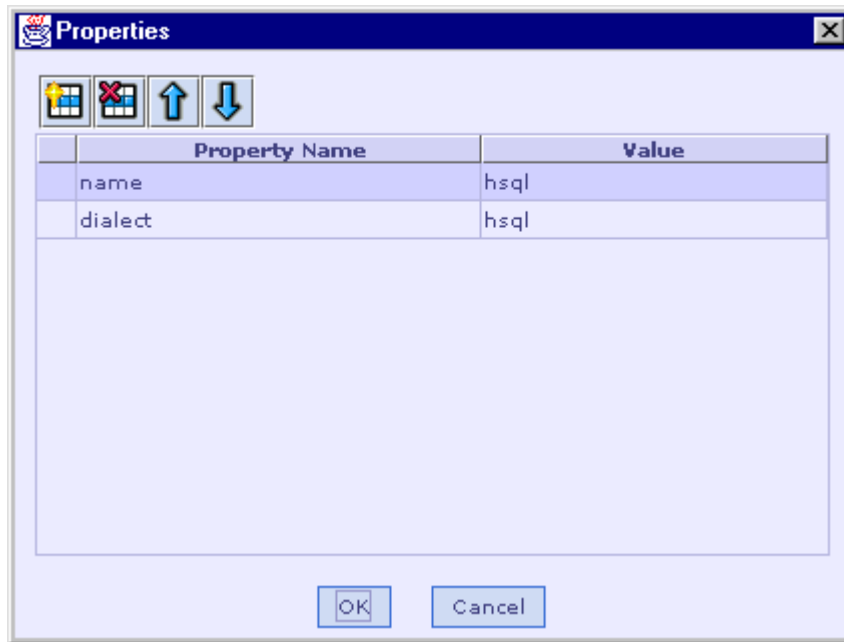 Properties
Property Name Value
name hsql
dialect hsql
OK Cancel